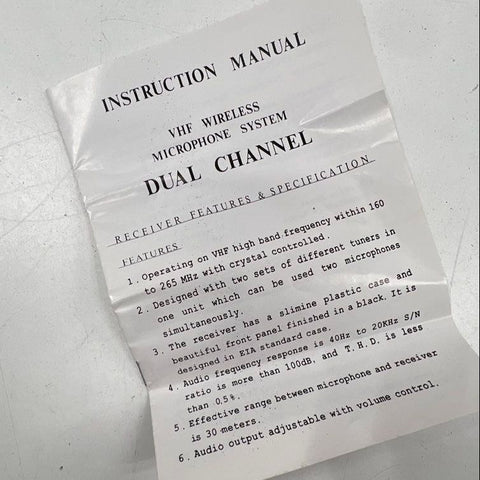 INSTRUCTION MANUAL
VHF WIRELESS
MICROPHONE SYSTEM
DUAL CHANNEL
RECEIVER FEATURES & SPECIFICATION
FEATURES
1. Operating on VHF high band frequency within 160
to 265 MHz with crystal controlled.
2. Designed with two sets of different tuners in
one unit which can be used two microphones
simultaneously.
3. The receiver has a slimine plastic case and
beautiful front panel finished in a black. It is
designed in EZA standard case.
4. Audio frequency response is 40Hz to 20KHz S/N
ratio is more than 100dB, and T.H.D. is less
than 0.5%.
5. Effective range between microphone and receiver
is 30 meters.
6. Audio output adjustable with volume control.